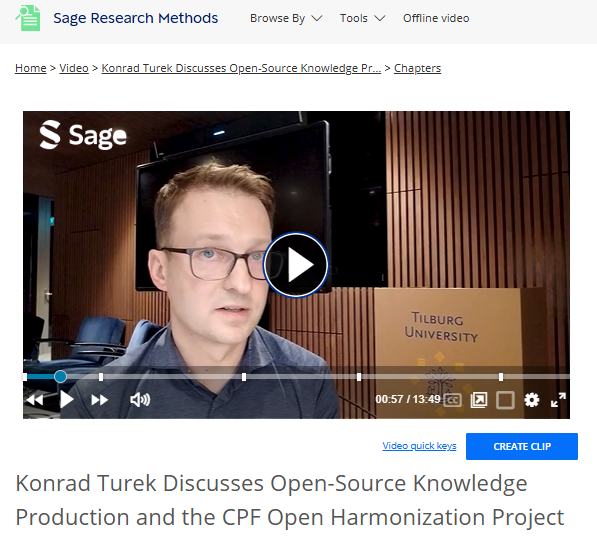 Sage Research Methods Browse By Tools Offline video
Home > Video > Konrad Turek Discusses Open-Source Knowledge Pr... > Chapters
Sage
TILBURG
UNIVERSITY
00:57 / 13:49 CC
Video quick keys CREATE CLIP
Konrad Turek Discusses Open-Source Knowledge
Production and the CPF Open Harmonization Project